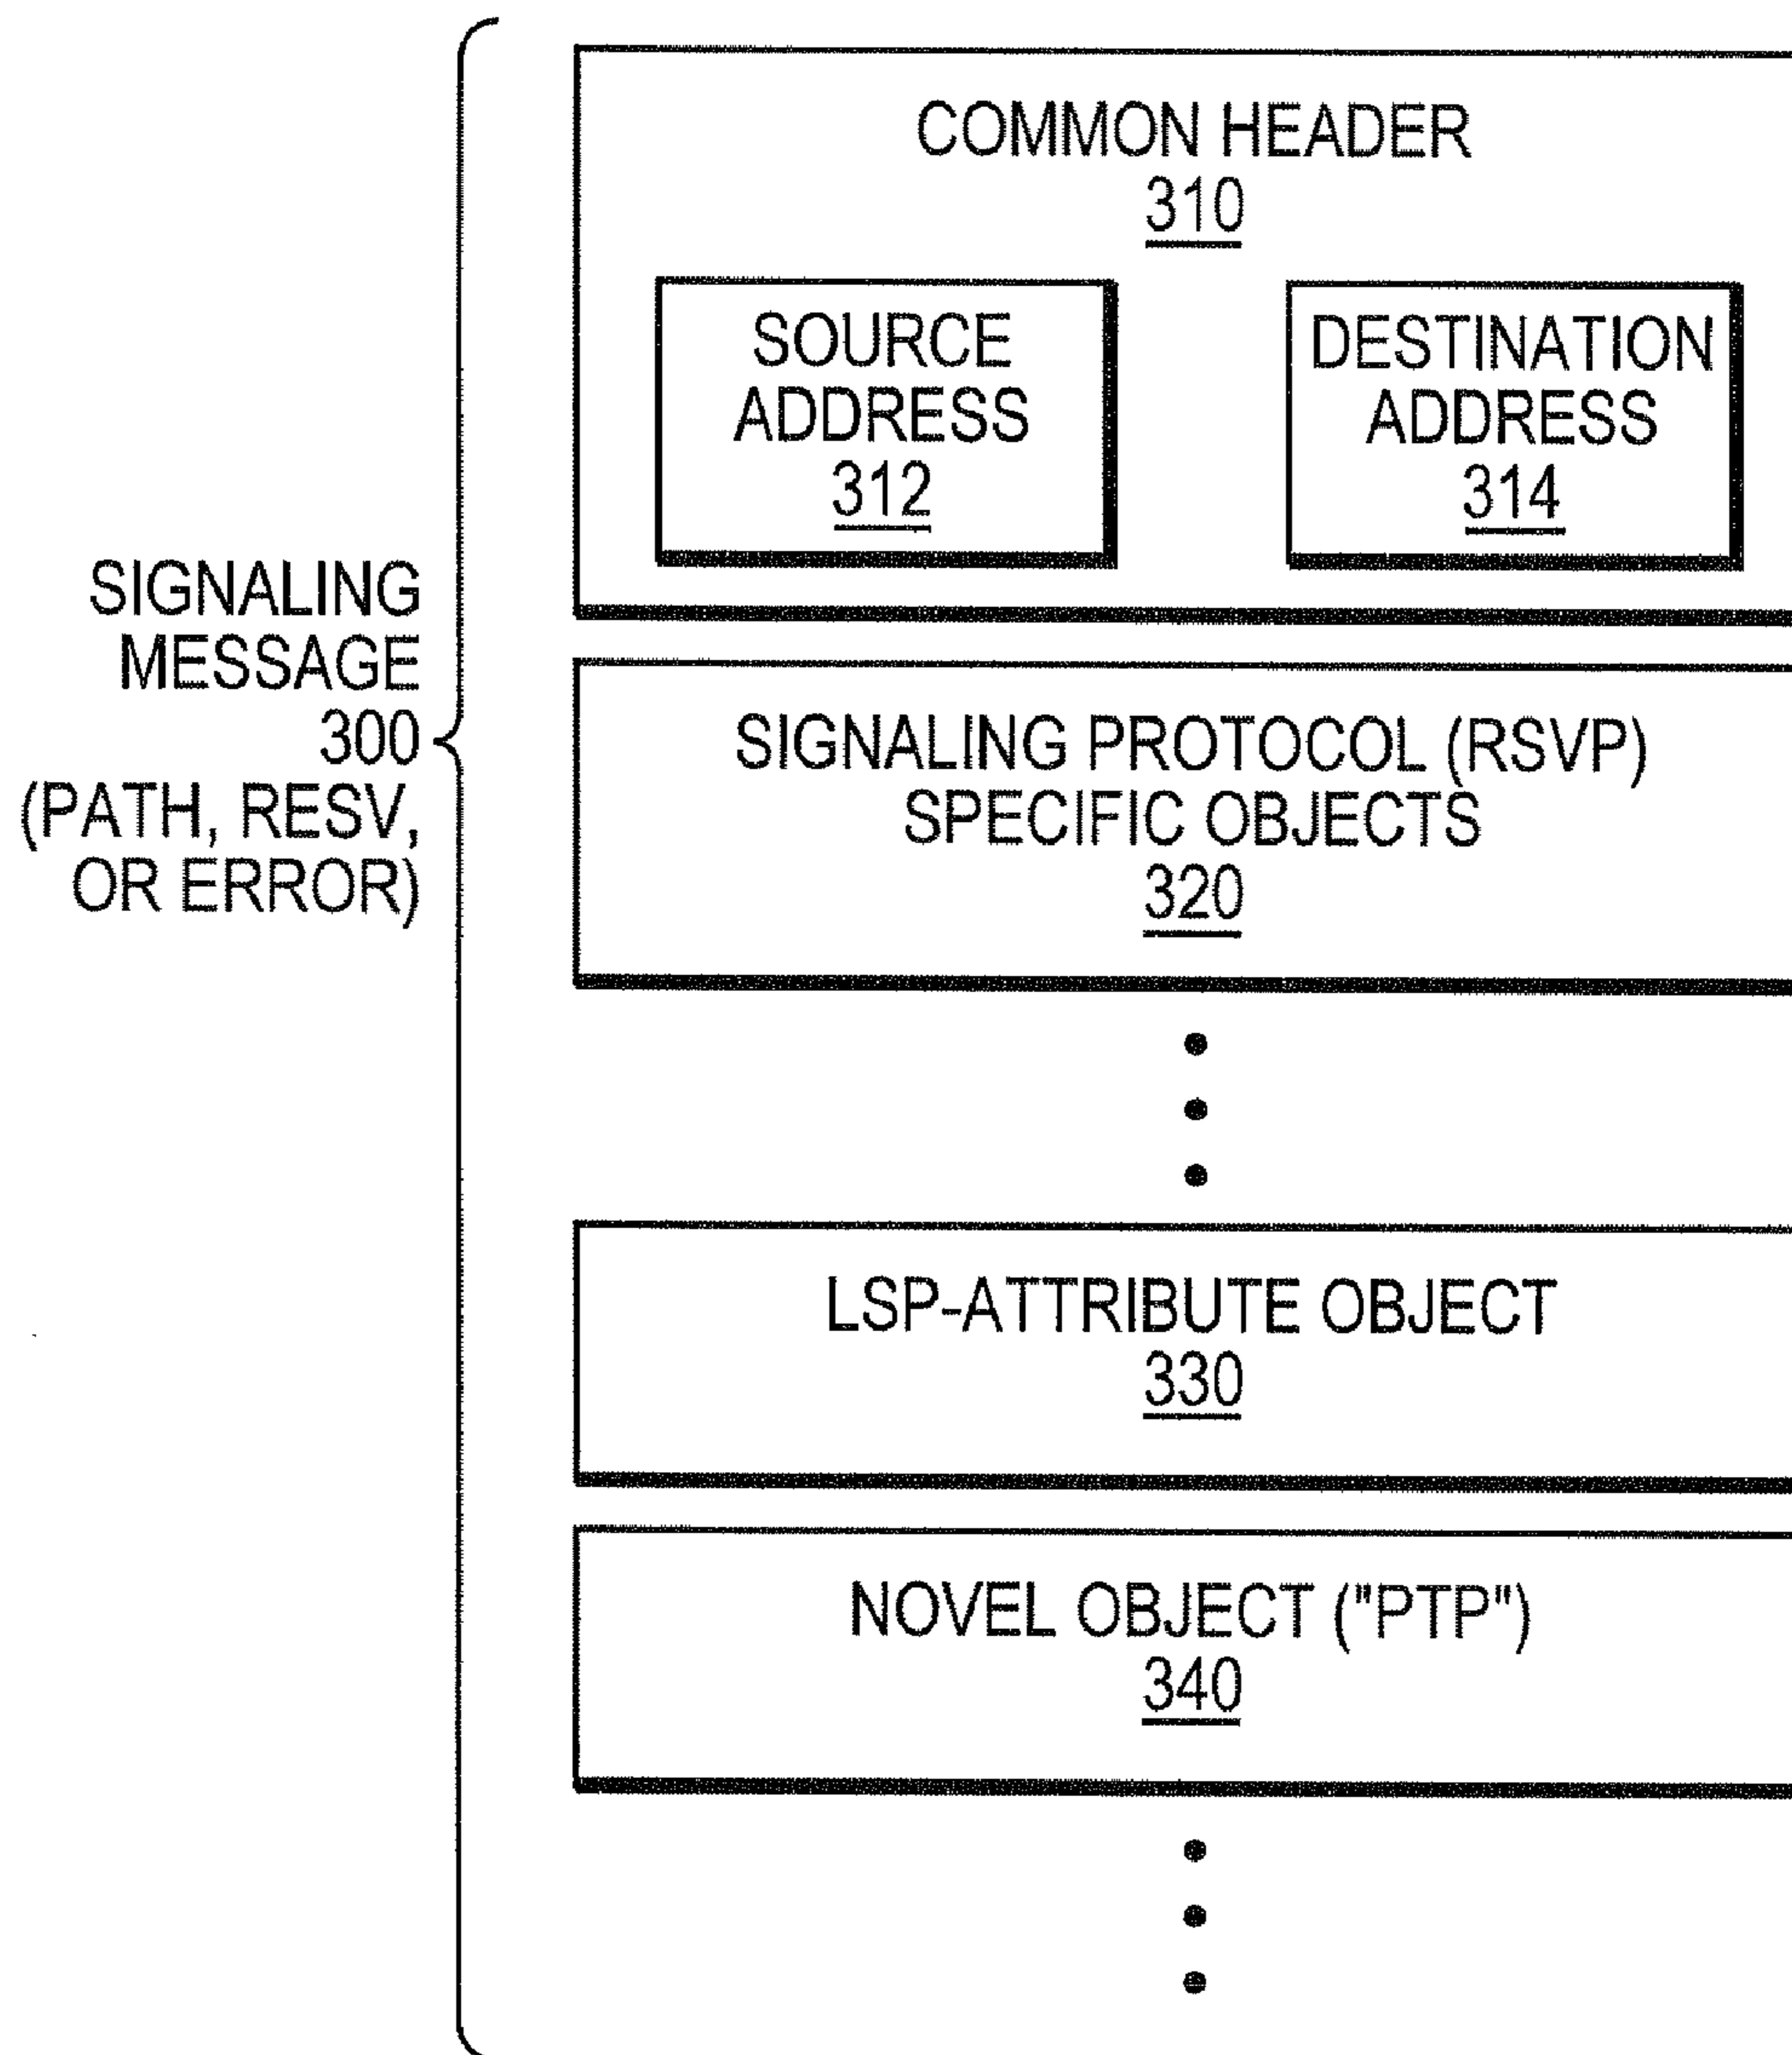 COMMON HEADER
310
SOURCE
ADDRESS
312
DESTINATION
ADDRESS
314
SIGNALING
MESSAGE
300
(PATH, RESV,
OR ERROR)
SIGNALING PROTOCOL (RSVP)
SPECIFIC OBJECTS
320
LSP-ATTRIBUTE OBJECT
330
NOVEL OBJECT ("PTP")
340